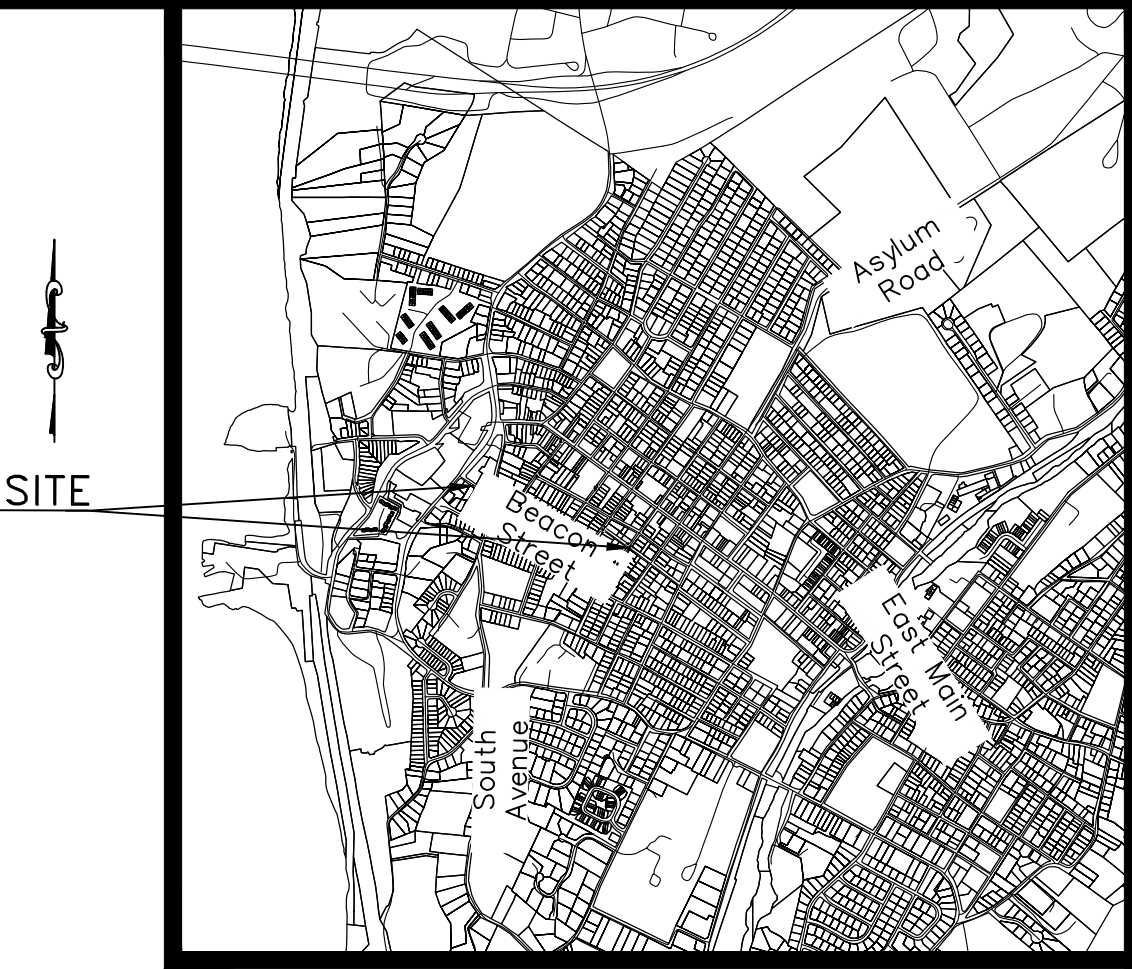 Asylum
Road
SITE
Beacon
Street
East Main
Street
South
Avenue